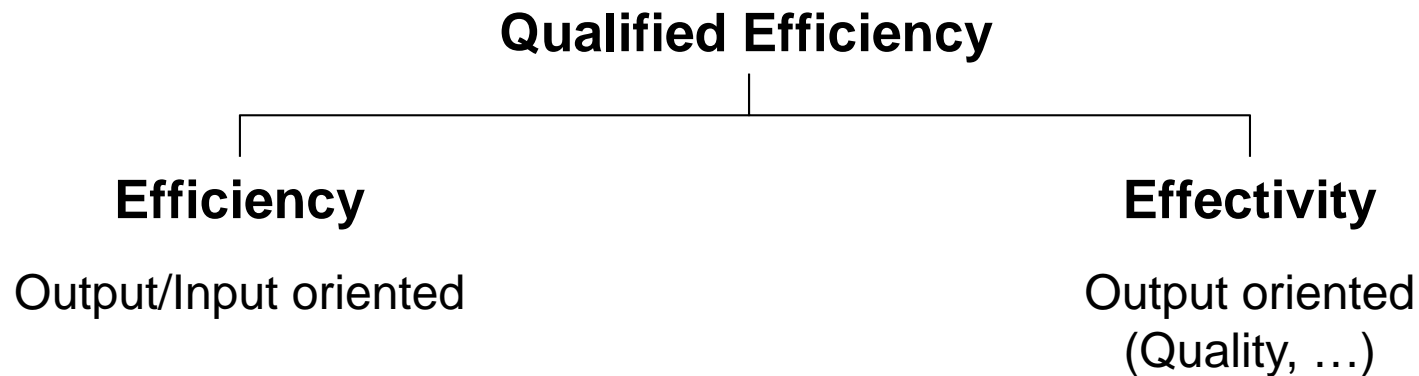 Qualified Efficiency
Efficiency
Effectivity
Output/Input oriented
Output oriented
(Quality, …)